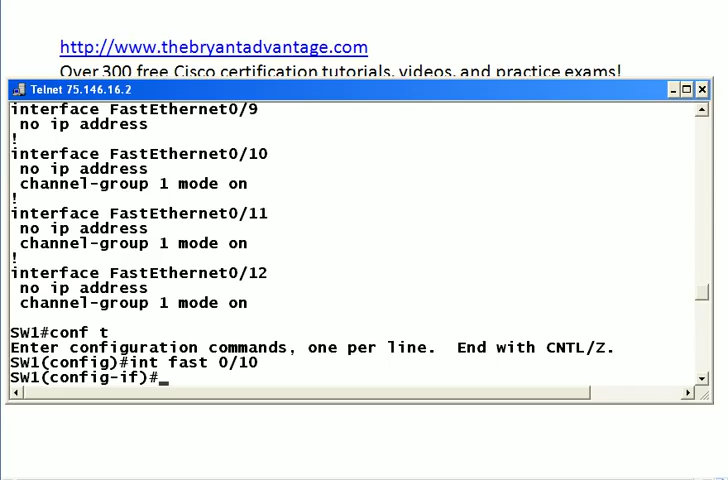 http://www.thebryantadvantage.com
Over 300 free Cisco certification tutorials, videos, and practice exams!
Telnet 75.146.16.2
interface FastEthernet0/9
no ip address
!
interface FastEthernet0/10
no ip address
channel-group 1 mode on
!
interface FastEthernet0/11
no ip address
channel-group 1 mode on
!
interface FastEthernet0/12
no ip address
channel-group 1 mode on
SW1#conf t
Enter configuration commands, one per line.  End with CNTL/Z.
SW1(config)#int fast 0/10
SW1(config-if)#